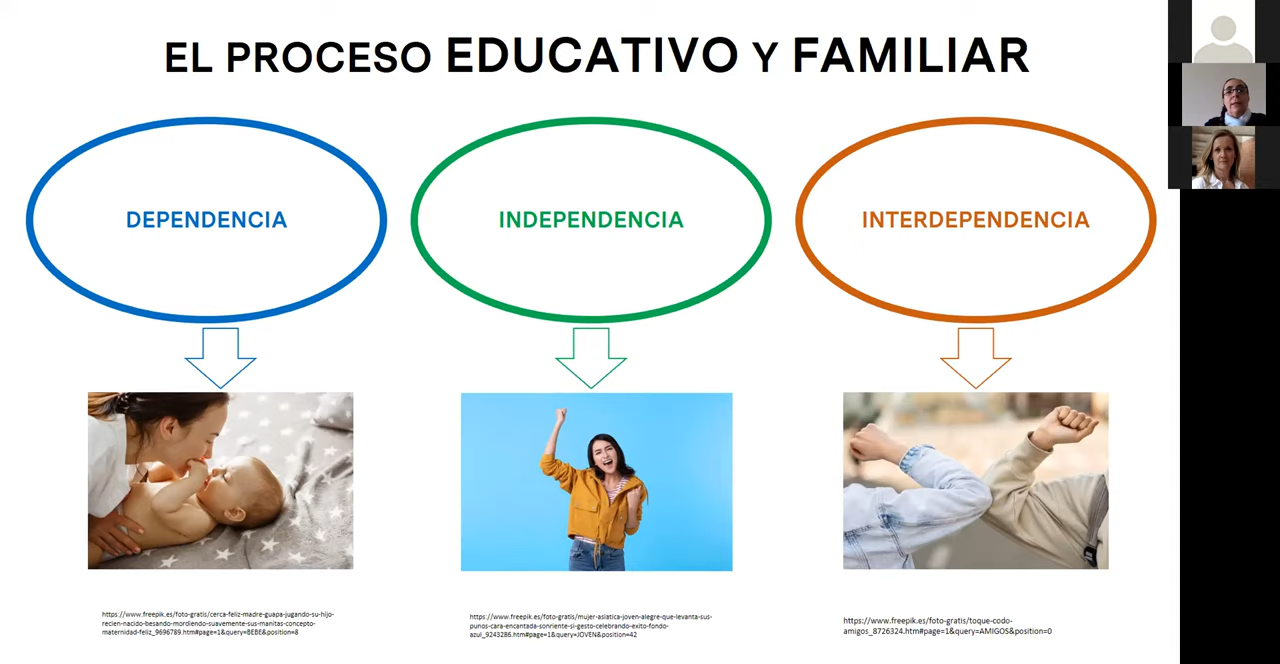 EL PROCESO EDUCATIVO Y FAMILIAR
DEPENDENCIA
INDEPENDENCIA
INTERDEPENDENCIA
https://www.freepik.es/foto-gratis/cerca-feliz-madre-guapa-jugando-su-hijo-
recien-nacido-besando-mordiendo-suavemente-sus-manitas-concepto-
maternidad-feliz_9696789.htm#page=1&query=BEBE&position=8
https://www.freepik.es/foto-gratis/mujer-asiatica-joven-alegre-que-levanta-sus-
punos-cara-encantada-sonriente-si-gesto-celebrando-exito-fondo-
azul_9243286.htm#page=1&query=JOVEN&position=42
https://www.freepik.es/foto-gratis/toque-codo-
amigos_8726324.htm#page=1&query=AMIGOS&position=0